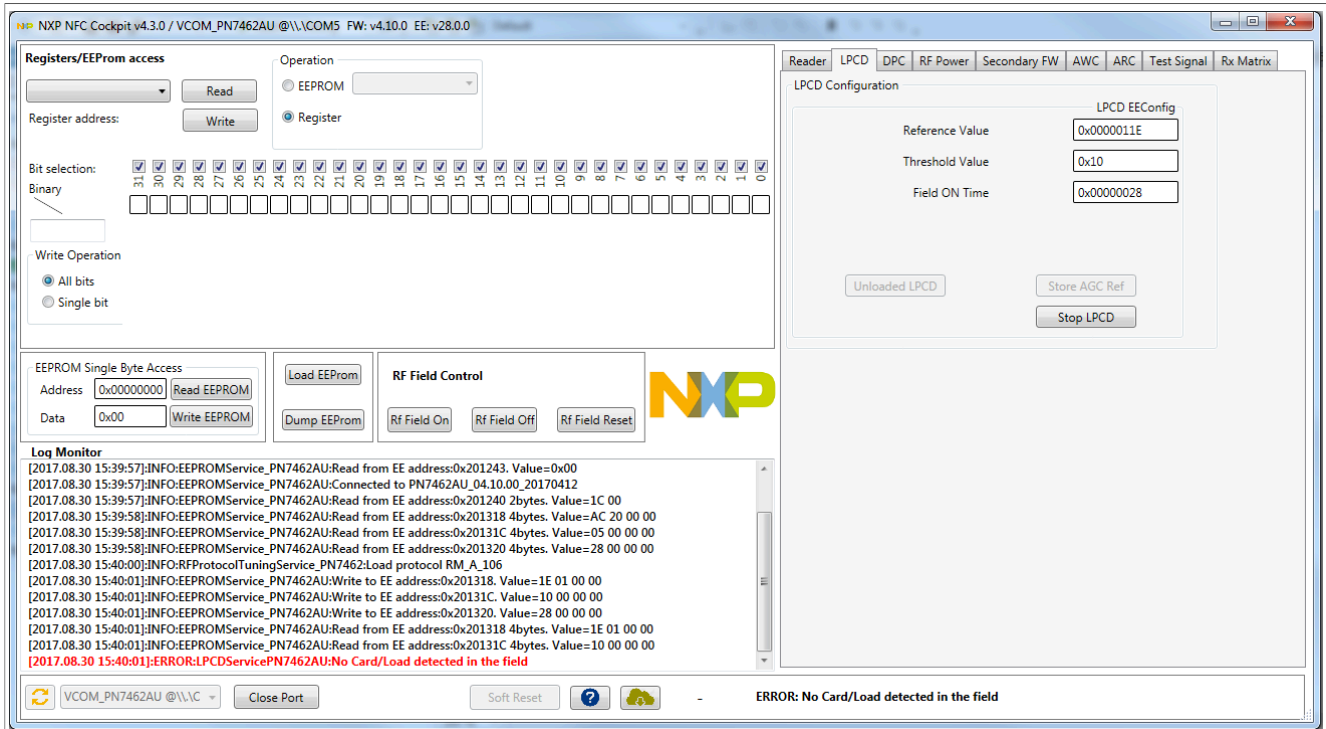 NXP NFC Cockpit v4.3.0 / VCOM_PN7462AU @\\.\COM5 FW: v4.10.0 EE: v28.0.0
Registers/EEProm access
Read
Register address:
Write
Operation
EEPROM
Register
Bit selection:
31 30 29 28 27 26 25 24 23 22 21 20 19 18 17 16 15 14 13 12 11 10 9 8 7 6 5 4 3 2 1 0
Binary
Write Operation
All bits
Single bit
EEPROM Single Byte Access
Address 0x00000000 Read EEPROM
Data 0x00 Write EEPROM
Load EEProm
Dump EEProm
RF Field Control
Rf Field On Rf Field Off Rf Field Reset
NXP
Reader LPCD DPC RF Power Secondary FW AWC ARC Test Signal Rx Matrix
LPCD Configuration
LPCD EEConfig
Reference Value 0x0000011E
Threshold Value 0x10
Field ON Time 0x00000028
Unloaded LPCD Store AGC Ref
Stop LPCD
Log Monitor
[2017.08.30 15:39:57]:INFO:EEPROMService_PN7462AU:Read from EE address:0x201243. Value=0x00
[2017.08.30 15:39:57]:INFO:EEPROMService_PN7462AU:Connected to PN7462AU_04.10.00_20170412
[2017.08.30 15:39:57]:INFO:EEPROMService_PN7462AU:Read from EE address:0x201240 2bytes. Value=1C 00
[2017.08.30 15:39:58]:INFO:EEPROMService_PN7462AU:Read from EE address:0x201318 4bytes. Value=AC 20 00 00
[2017.08.30 15:39:58]:INFO:EEPROMService_PN7462AU:Read from EE address:0x20131C 4bytes. Value=05 00 00 00
[2017.08.30 15:39:58]:INFO:EEPROMService_PN7462AU:Read from EE address:0x201320 4bytes. Value=28 00 00 00
[2017.08.30 15:40:00]:INFO:RFProtocolTuningService_PN7462:Load protocol RM_A_106
[2017.08.30 15:40:01]:INFO:EEPROMService_PN7462AU:Write to EE address:0x201318. Value=1E 01 00 00
[2017.08.30 15:40:01]:INFO:EEPROMService_PN7462AU:Write to EE address:0x20131C. Value=10 00 00 00
[2017.08.30 15:40:01]:INFO:EEPROMService_PN7462AU:Write to EE address:0x201320. Value=28 00 00 00
[2017.08.30 15:40:01]:INFO:EEPROMService_PN7462AU:Read from EE address:0x201318 4bytes. Value=1E 01 00 00
[2017.08.30 15:40:01]:INFO:EEPROMService_PN7462AU:Read from EE address:0x20131C 4bytes. Value=10 00 00 00
[2017.08.30 15:40:01]:ERROR:LPCDServicePN7462AU:No Card/Load detected in the field
VCOM_PN7462AU @\\.\C Close Port Soft Reset - ERROR: No Card/Load detected in the field